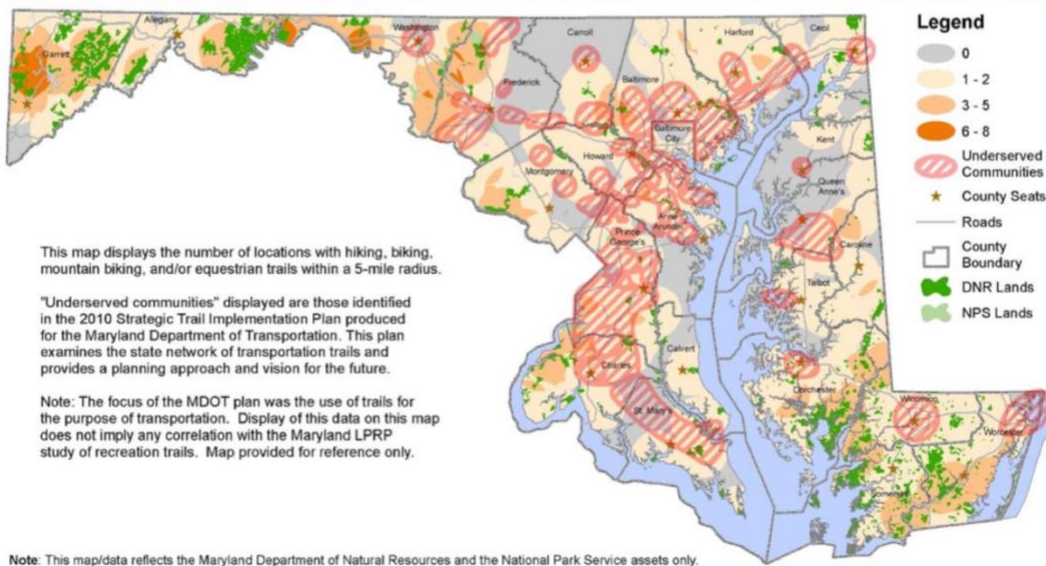 Allegany
Garrett
Washington
Frederick
Carroll
Baltimore
Harford
Cecil
Baltimore
City
Howard
Montgomery
Kent
Queen
Anne's
Anne
Arundel
Prince
George's
Caroline
Talbot
Calvert
Charles
St. Mary's
Dorchester
Wicomico
Worcester
Somerset
Legend
0
1 - 2
3 - 5
6 - 8
Underserved
Communities
County Seats
Roads
County
Boundary
DNR Lands
NPS Lands
This map displays the number of locations with hiking, biking,
mountain biking, and/or equestrian trails within a 5-mile radius.
"Underserved communities" displayed are those identified
in the 2010 Strategic Trail Implementation Plan produced
for the Maryland Department of Transportation. This plan
examines the state network of transportation trails and
provides a planning approach and vision for the future.
Note: The focus of the MDOT plan was the use of trails for
the purpose of transportation. Display of this data on this map
does not imply any correlation with the Maryland LPRP
study of recreation trails. Map provided for reference only.
Note: This map/data reflects the Maryland Department of Natural Resources and the National Park Service assets only.